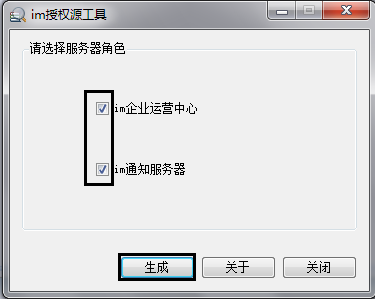 im授权源工具
请选择服务器角色
im企业运营中心
im通知服务器
生成
关于
关闭